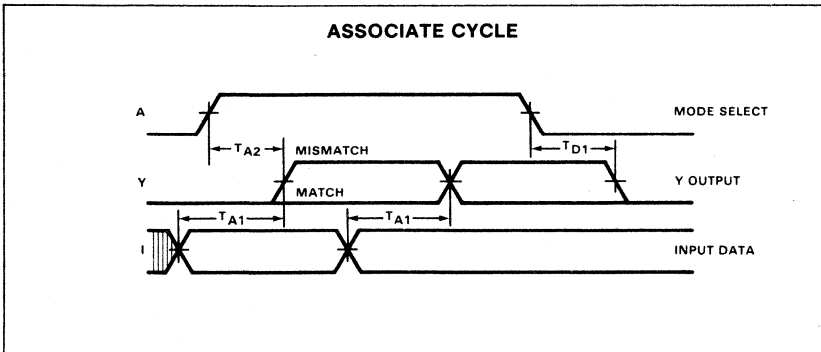 ASSOCIATE CYCLE
A MODE SELECT
TA2 MISMATCH TD1
Y MATCH Y OUTPUT
TA1 TA1
I INPUT DATA